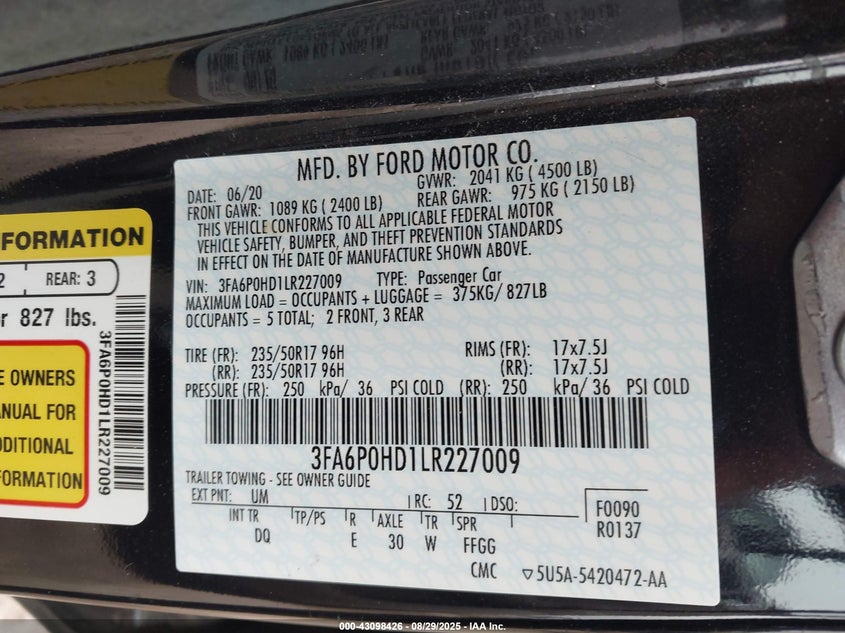 MFD. BY FORD MOTOR CO.
DATE: 06/20 GVWR: 2041 KG ( 4500 LB)
FRONT GAWR: 1089 KG ( 2400 LB) REAR GAWR: 975 KG ( 2150 LB)
THIS VEHICLE CONFORMS TO ALL APPLICABLE FEDERAL MOTOR
VEHICLE SAFETY, BUMPER, AND THEFT PREVENTION STANDARDS
IN EFFECT ON THE DATE OF MANUFACTURE SHOWN ABOVE.
VIN: 3FA6P0HD1LR227009 TYPE: Passenger Car
MAXIMUM LOAD = OCCUPANTS + LUGGAGE = 375KG/ 827LB
OCCUPANTS = 5 TOTAL; 2 FRONT, 3 REAR
TIRE (FR): 235/50R17 96H RIMS (FR): 17x7.5J
(RR): 235/50R17 96H (RR): 17x7.5J
PRESSURE (FR): 250 kPa/ 36 PSI COLD (RR): 250 kPa/ 36 PSI COLD
3FA6P0HD1LR227009
TRAILER TOWING - SEE OWNER GUIDE
EXT PNT: UM RC: 52 DSO:
F0090
R0137
INT TR TP/PS R AXLE TR SPR
DQ E 30 W FFGG
CMC ▽5U5A-5420472-AA
FORMATION
2 REAR: 3
or 827 lbs.
E OWNERS
ANUAL FOR
DDITIONAL
FORMATION
3FA6P0HD1LR227009
000-43098426 - 08/29/2025 - IAA Inc.